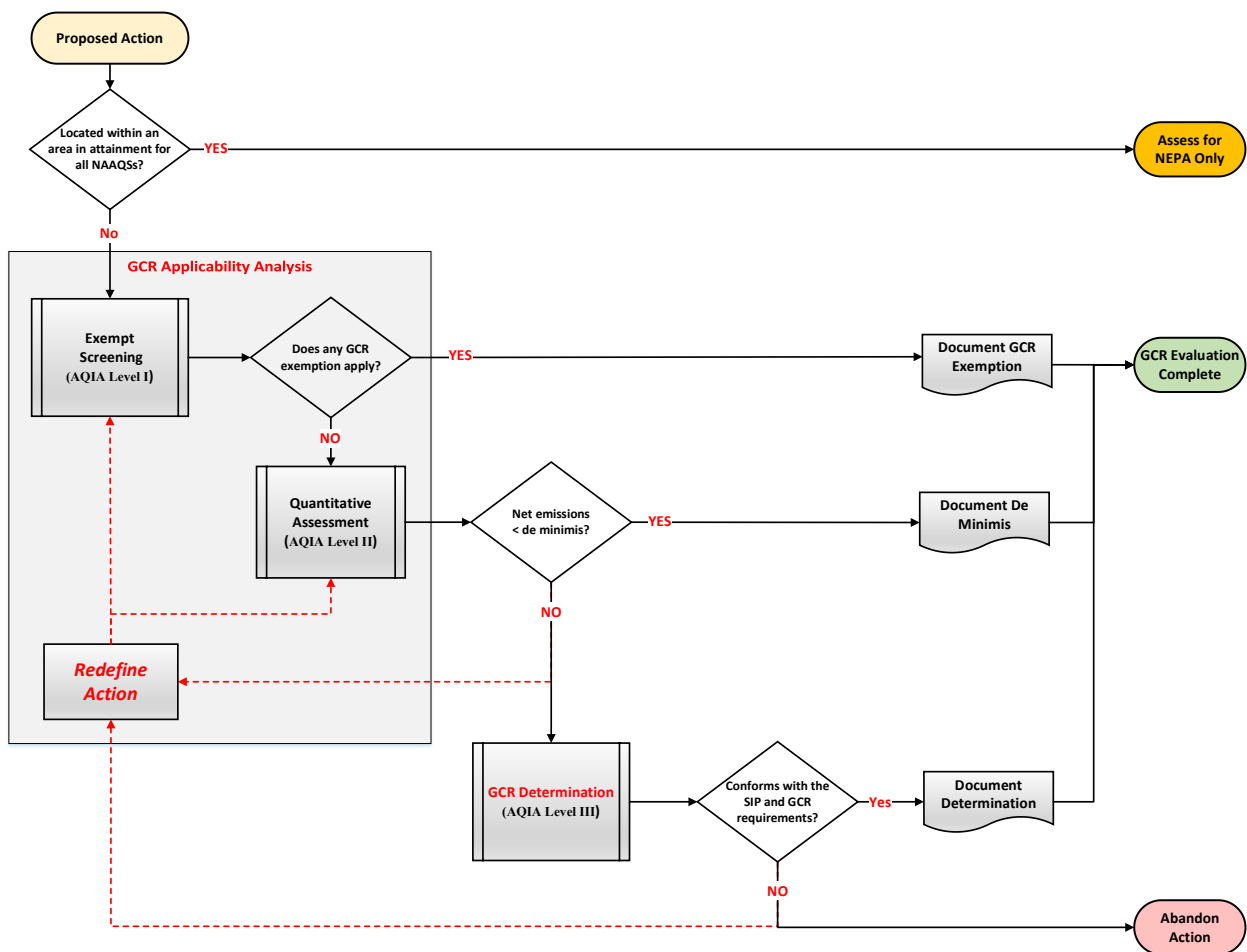 Proposed Action
Located within an
area in attainment for
all NAAQSs?
YES
Assess for
NEPA Only
No
GCR Applicability Analysis
Exempt
Screening
(AQIA Level I)
Does any GCR
exemption apply?
YES
Document GCR
Exemption
GCR Evaluation
Complete
NO
Quantitative
Assessment
(AQIA Level II)
Net emissions
< de minimis?
YES
Document De
Minimis
NO
Redefine
Action
GCR Determination
(AQIA Level III)
Conforms with the
SIP and GCR
requirements?
Yes
Document
Determination
NO
Abandon
Action